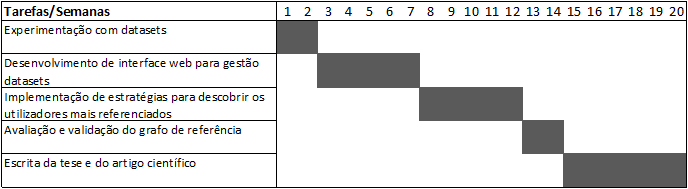 Tarefas/Semanas 1 2 3 4 5 6 7 8 9 10 11 12 13 14 15 16 17 18 19 20
Experimentação com datasets
Desenvolvimento de interface web para gestão
datasets
Implementação de estratégias para descobrir os
utilizadores mais referenciados
Avaliação e validação do grafo de referência
Escrita da tese e do artigo científico